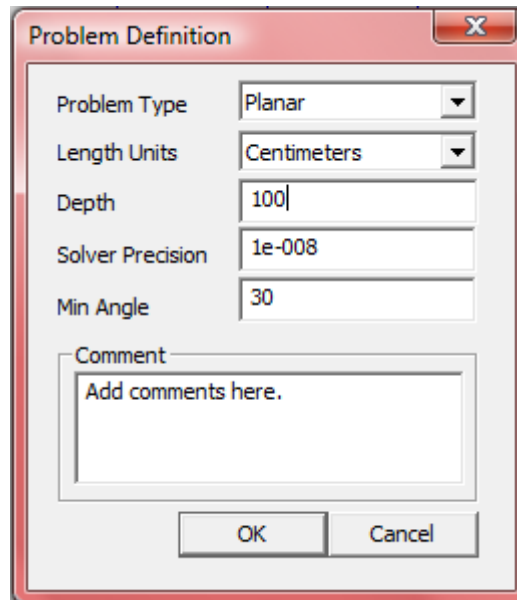 Problem Definition
X
Problem Type Planar
Length Units Centimeters
Depth 100
Solver Precision 1e-008
Min Angle 30
Comment
Add comments here.
OK Cancel